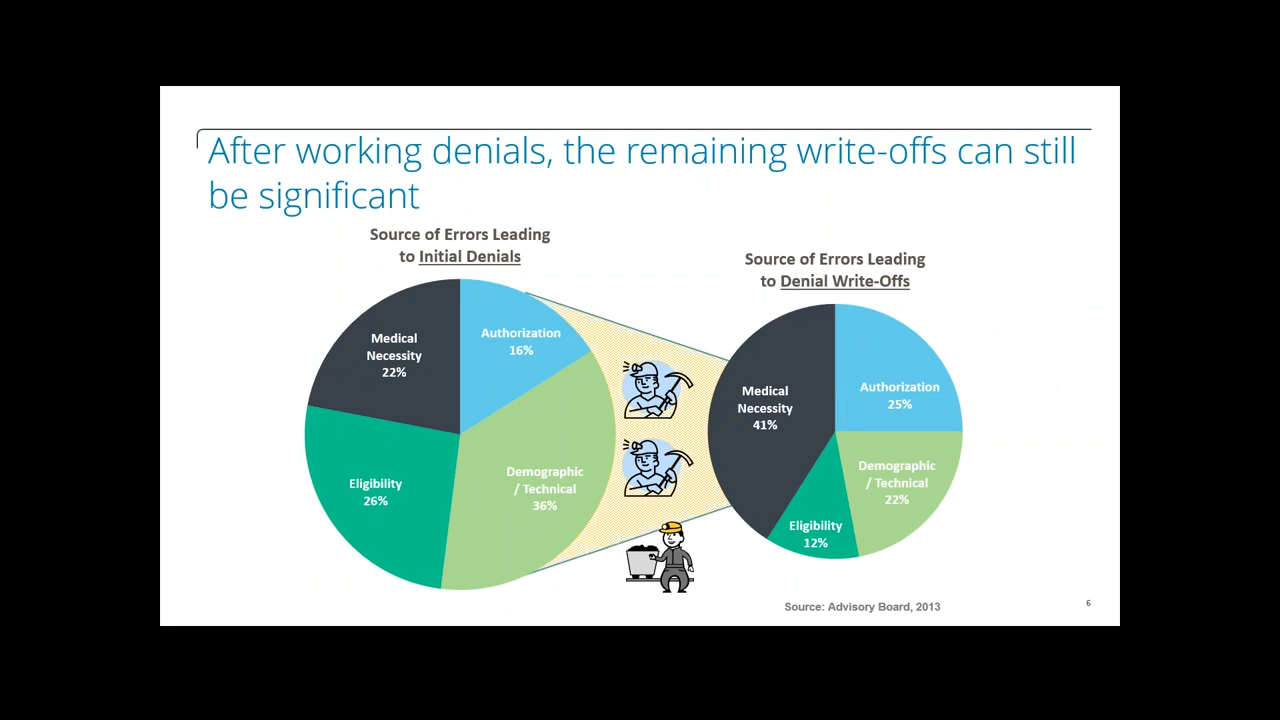 After working denials, the remaining write-offs can still
be significant
Source of Errors Leading
to Initial Denials
Medical
Necessity
22%
Authorization
16%
Eligibility
26%
Demographic
/ Technical
36%
Source of Errors Leading
to Denial Write-Offs
Medical
Necessity
41%
Authorization
25%
Demographic
/ Technical
22%
Eligibility
12%
Source: Advisory Board, 2013
6